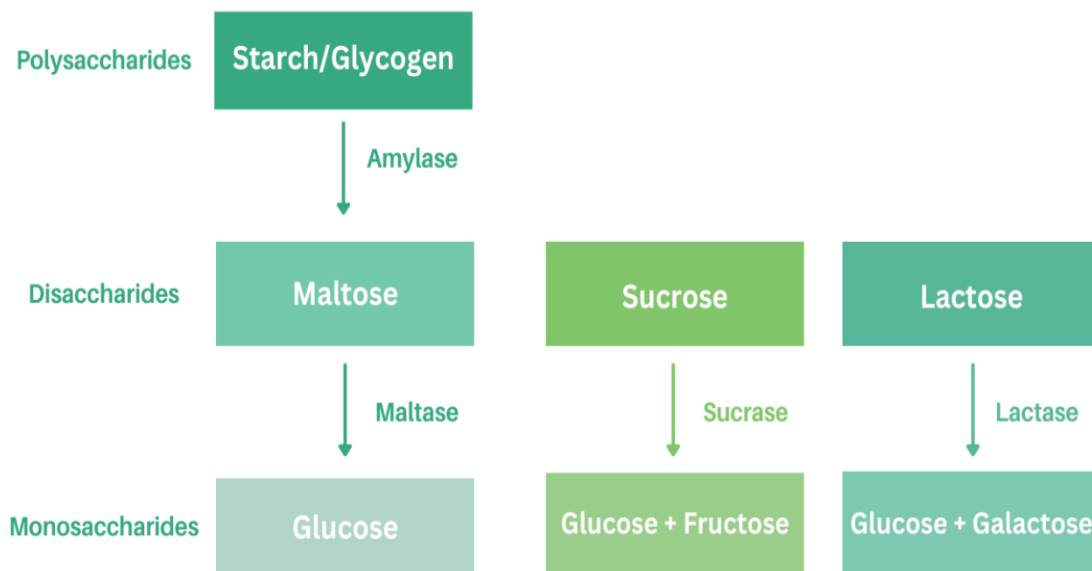 Polysaccharides
Starch/Glycogen
Amylase
Disaccharides
Maltose
Sucrose
Lactose
Maltase
Sucrase
Lactase
Monosaccharides
Glucose
Glucose + Fructose
Glucose + Galactose